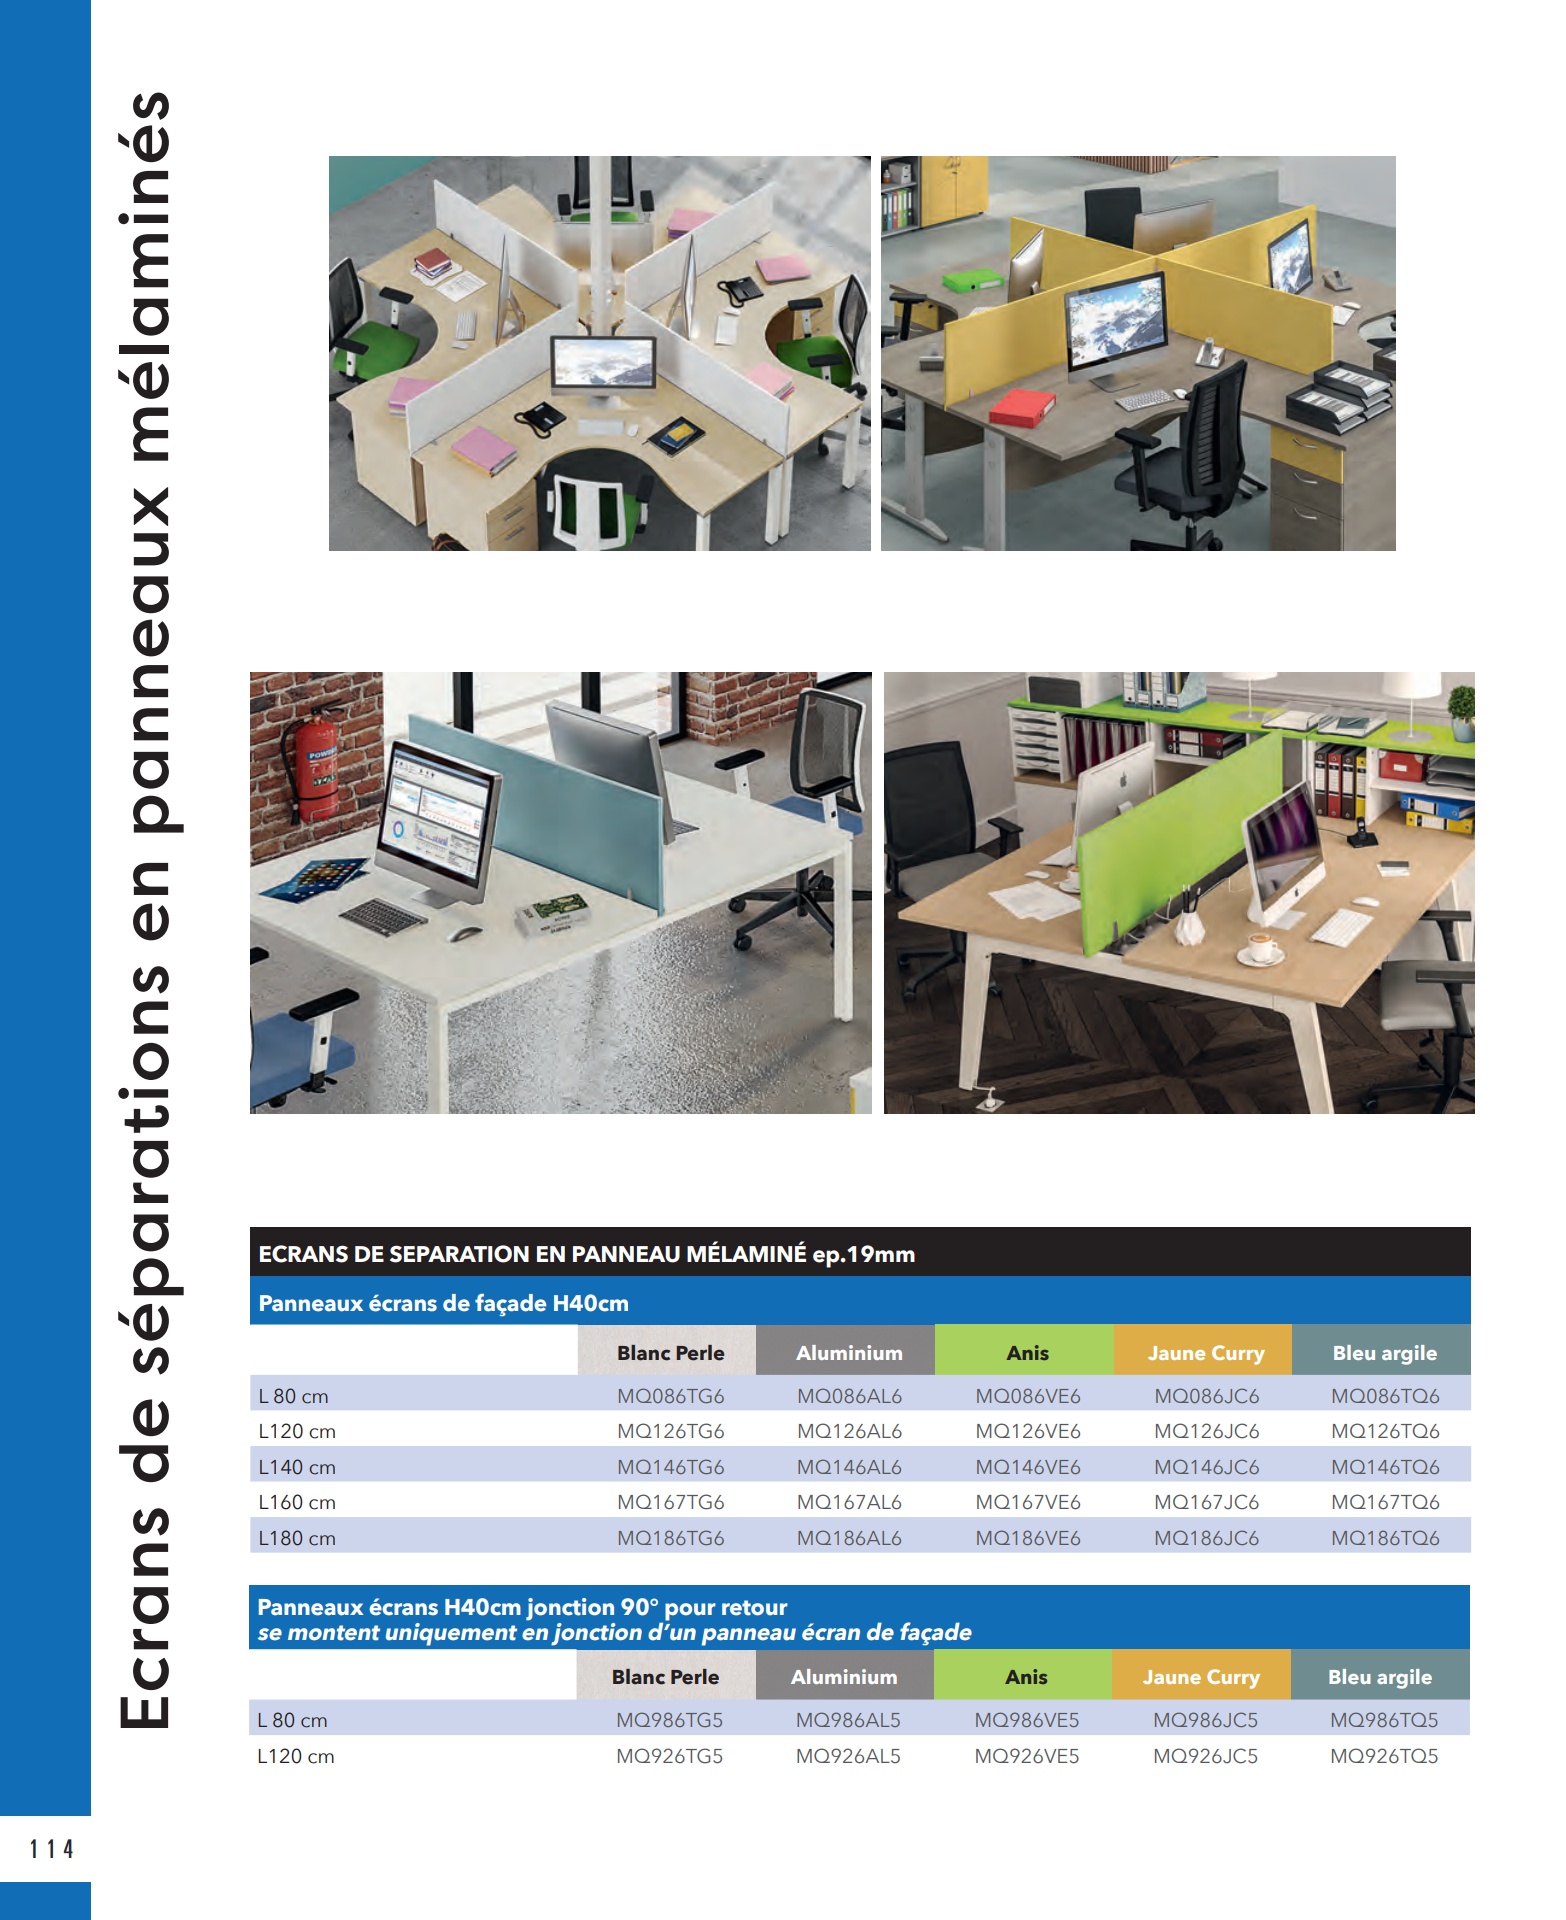 Ecrans de séparations en panneaux mélaminés
POWDER
ECRANS DE SEPARATION EN PANNEAU MÉLAMINÉ ep.19mm
Panneaux écrans de façade H40cm
Blanc Perle Aluminium Anis Jaune Curry Bleu argile
L 80 cm MQ086TG6 MQ086AL6 MQ086VE6 MQ086JC6 MQ086TQ6
L120 cm MQ126TG6 MQ126AL6 MQ126VE6 MQ126JC6 MQ126TQ6
L140 cm MQ146TG6 MQ146AL6 MQ146VE6 MQ146JC6 MQ146TQ6
L160 cm MQ167TG6 MQ167AL6 MQ167VE6 MQ167JC6 MQ167TQ6
L180 cm MQ186TG6 MQ186AL6 MQ186VE6 MQ186JC6 MQ186TQ6
Panneaux écrans H40cm jonction 90° pour retour
se montent uniquement en jonction d’un panneau écran de façade
Blanc Perle Aluminium Anis Jaune Curry Bleu argile
L 80 cm MQ986TG5 MQ986AL5 MQ986VE5 MQ986JC5 MQ986TQ5
L120 cm MQ926TG5 MQ926AL5 MQ926VE5 MQ926JC5 MQ926TQ5
114